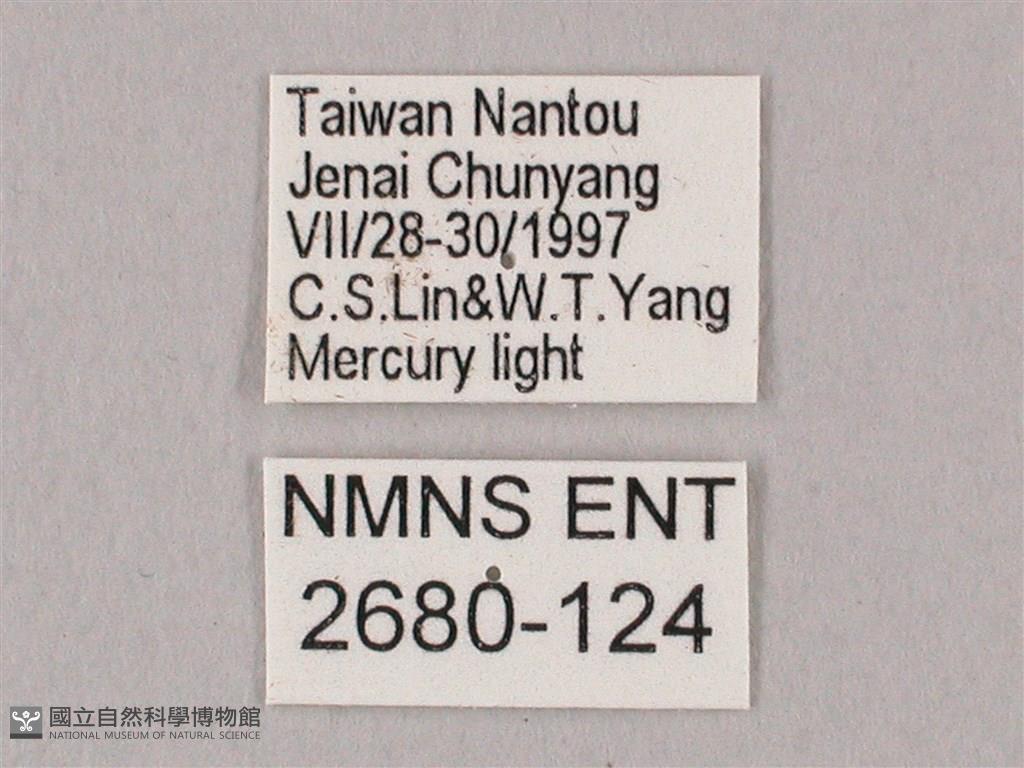 Taiwan Nantou
Jenai Chunyang
VII/28-30/1997
C.S.Lin&W.T.Yang
Mercury light
NMNS ENT
2680-124
國立自然科學博物館
NATIONAL MUSEUM OF NATURAL SCIENCE